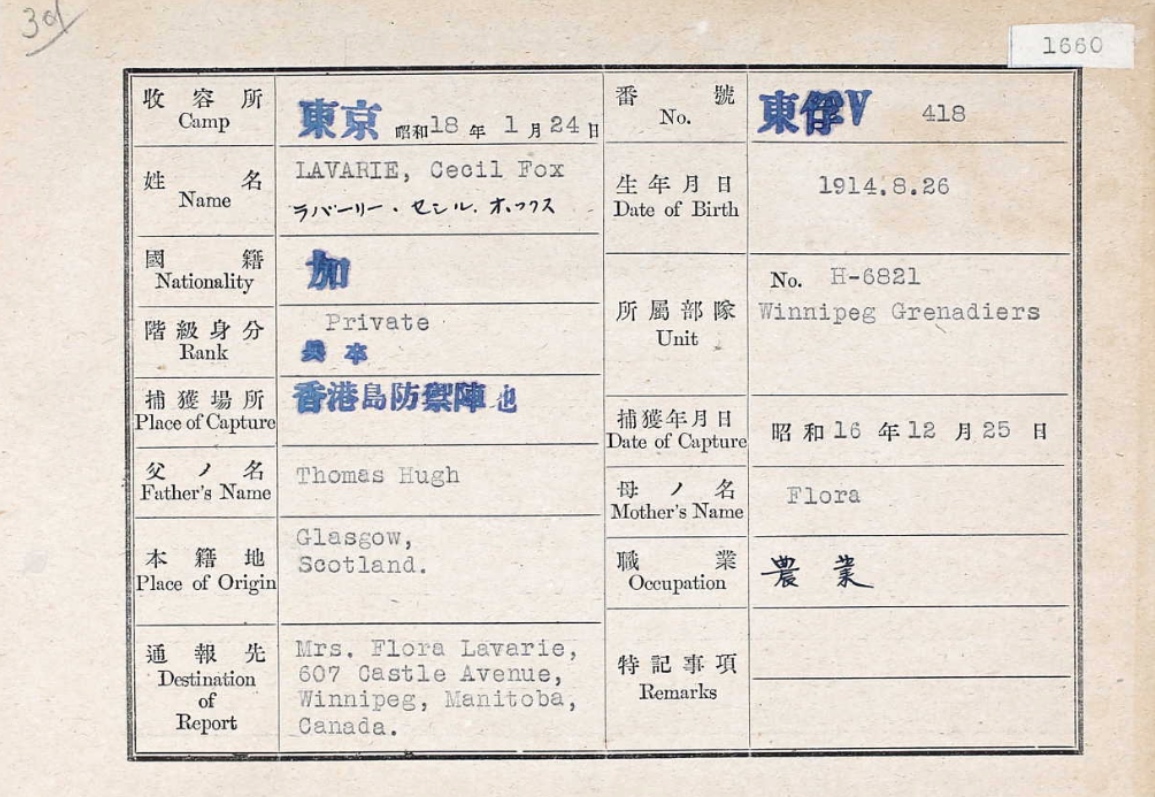 30
1660
收容所
Camp
東京 昭和18年1月24日
番號
No.
東俘V 418
姓名
Name
LAVARIE, Cecil Fox
ラバーリー・セシル.オ.フクス
生年月日
Date of Birth
1914.8.26
國籍
Nationality
加
階級身分
Rank
Private
兵卒
所屬部隊
Unit
No. H-6821
Winnipeg Grenadiers
捕獲場所
Place of Capture
香港島防禦陣也
捕獲年月日
Date of Capture
昭和16年12月25日
父ノ名
Father's Name
Thomas Hugh
母ノ名
Mother's Name
Flora
本籍地
Place of Origin
Glasgow,
Scotland.
職業
Occupation
農業
通報先
Destination
of
Report
Mrs. Flora Lavarie,
607 Castle Avenue,
Winnipeg, Manitoba,
Canada.
特記事項
Remarks